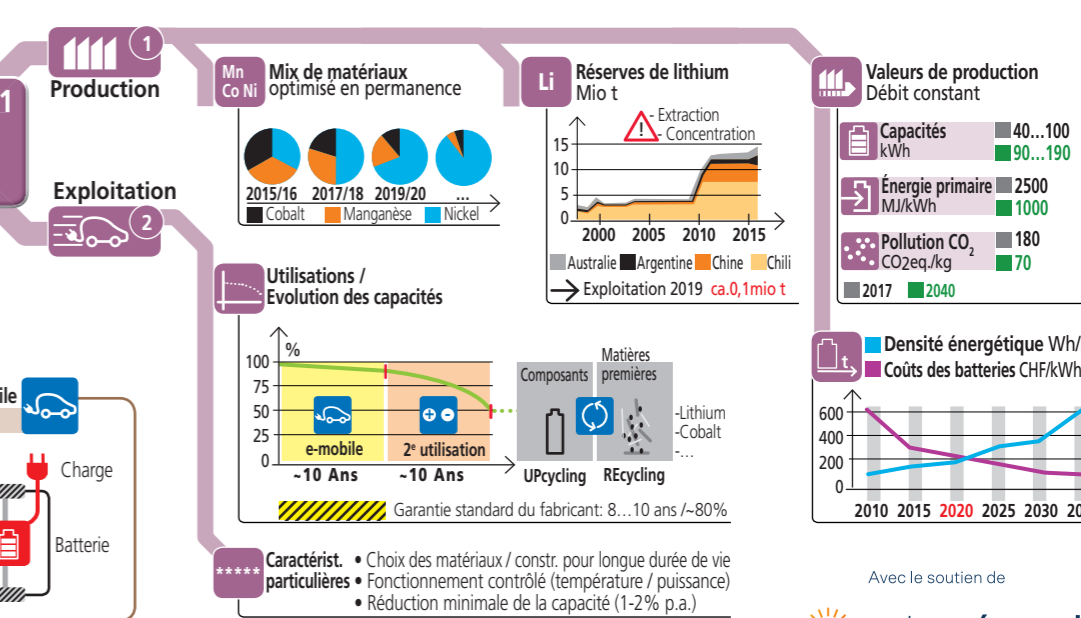 1
1
Production
Exploitation
2
Mn
Co Ni
Mix de matériaux
optimisé en permanence
2015/16 2017/18 2019/20 ...
Cobalt Manganèse Nickel
Li
Réserves de lithium
Mio t
! - Extraction
- Concentration
15
10
5
0
2000 2005 2010 2015
Australie Argentine Chine Chili
Exploitation 2019 ca.0,1mio t
Valeurs de production
Débit constant
Capacités
kWh
40...100
90...190
Énergie primaire
MJ/kWh
2500
1000
Pollution CO2
CO2eq./kg
180
70
2017 2040
Utilisations /
Evolution des capacités
%
100
75
50
25
0
e-mobile
2e utilisation
~10 Ans ~10 Ans
Composants
Matières
premières
-Lithium
-Cobalt
-...
UPcycling REcycling
Garantie standard du fabricant: 8...10 ans /~80%
t
Densité énergétique Wh/
Coûts des batteries CHF/kWh
600
400
200
0
2010 2015 2020 2025 2030 20
ile
Charge
Batterie
*****
Caractérist.
particulières
• Choix des matériaux / constr. pour longue durée de vie
• Fonctionnement contrôlé (température / puissance)
• Réduction minimale de la capacité (1-2% p.a.)
Avec le soutien de